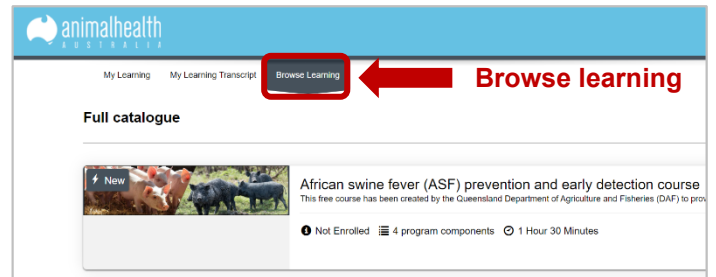 animalhealth
AUSTRALIA
My Learning My Learning Transcript Browse Learning
Browse learning
Full catalogue
New
African swine fever (ASF) prevention and early detection course
This free course has been created by the Queensland Department of Agriculture and Fisheries (DAF) to prov
Not Enrolled 4 program components 1 Hour 30 Minutes